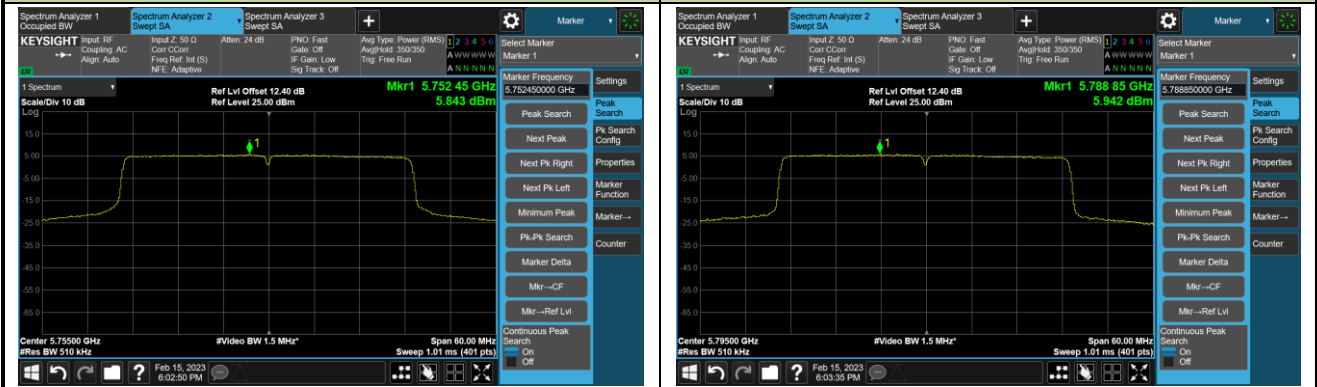 Spectrum Analyzer 1
Occupied BW
Spectrum Analyzer 2
Swept SA
Spectrum Analyzer 3
Swept SA
Marker
KEYSIGHT
Input: RF
Coupling: AC
Align: Auto
Input Z: 50 Ω
Corr CCorr
Freq Ref: Int (S)
NFE: Adaptive
Atten: 24 dB
PNO: Fast
Gate: Off
IF Gain: Low
Sig Track: Off
Avg Type: Power (RMS)
Avg|Hold: 350/350
Trig: Free Run
1 2 3 4 5 6
A W W W W W
A N N N N N
Select Marker
Marker 1
1 Spectrum
Scale/Div 10 dB
Log
Ref Lvl Offset 12.40 dB
Ref Level 25.00 dBm
Mkr1 5.752 45 GHz
5.843 dBm
Marker Frequency
5.752450000 GHz
Peak Search
Next Peak
Next Pk Right
Next Pk Left
Minimum Peak
Pk-Pk Search
Marker Delta
Mkr→CF
Mkr→Ref Lvl
Continuous Peak
Search
On
Off
Settings
Peak
Search
Pk Search
Config
Properties
Marker
Function
Marker→
Counter
1
15.0
5.00
-5.00
-15.0
-25.0
-35.0
-45.0
-55.0
-65.0
Center 5.75500 GHz
#Res BW 510 kHz
#Video BW 1.5 MHz*
Span 60.00 MHz
Sweep 1.01 ms (401 pts)
Feb 15, 2023
6:02:50 PM
Spectrum Analyzer 1
Occupied BW
Spectrum Analyzer 2
Swept SA
Spectrum Analyzer 3
Swept SA
Marker
KEYSIGHT
Input: RF
Coupling: AC
Align: Auto
Input Z: 50 Ω
Corr CCorr
Freq Ref: Int (S)
NFE: Adaptive
Atten: 24 dB
PNO: Fast
Gate: Off
IF Gain: Low
Sig Track: Off
Avg Type: Power (RMS)
Avg|Hold: 350/350
Trig: Free Run
1 2 3 4 5 6
A W W W W W
A N N N N N
Select Marker
Marker 1
1 Spectrum
Scale/Div 10 dB
Log
Ref Lvl Offset 12.40 dB
Ref Level 25.00 dBm
Mkr1 5.788 85 GHz
5.942 dBm
Marker Frequency
5.788850000 GHz
Peak Search
Next Peak
Next Pk Right
Next Pk Left
Minimum Peak
Pk-Pk Search
Marker Delta
Mkr→CF
Mkr→Ref Lvl
Continuous Peak
Search
On
Off
Settings
Peak
Search
Pk Search
Config
Properties
Marker
Function
Marker→
Counter
1
15.0
5.00
-5.00
-15.0
-25.0
-35.0
-45.0
-55.0
-65.0
Center 5.79500 GHz
#Res BW 510 kHz
#Video BW 1.5 MHz*
Span 60.00 MHz
Sweep 1.01 ms (401 pts)
Feb 15, 2023
6:03:35 PM